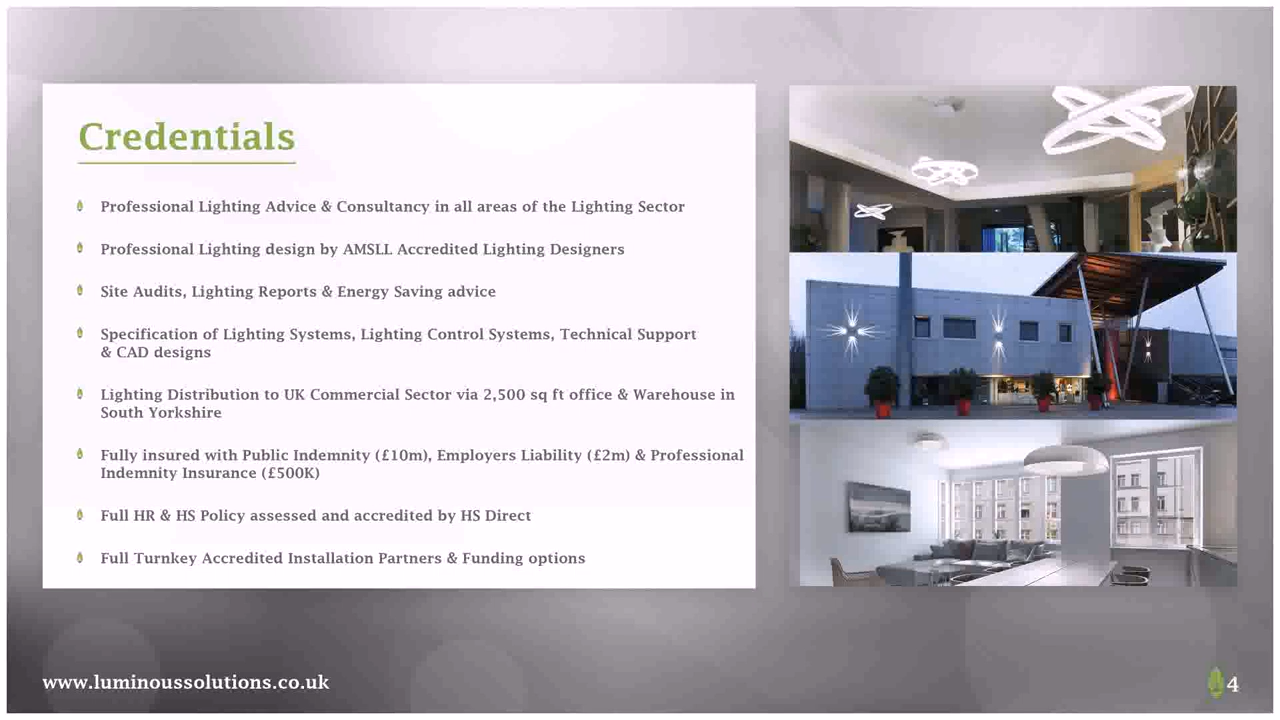 Credentials
Professional Lighting Advice & Consultancy in all areas of the Lighting Sector
Professional Lighting design by AMSLL Accredited Lighting Designers
Site Audits, Lighting Reports & Energy Saving advice
Specification of Lighting Systems, Lighting Control Systems, Technical Support
& CAD designs
Lighting Distribution to UK Commercial Sector via 2,500 sq ft office & Warehouse in
South Yorkshire
Fully insured with Public Indemnity (£10m), Employers Liability (£2m) & Professional
Indemnity Insurance (£500K)
Full HR & HS Policy assessed and accredited by HS Direct
Full Turnkey Accredited Installation Partners & Funding options
www.luminoussolutions.co.uk
4